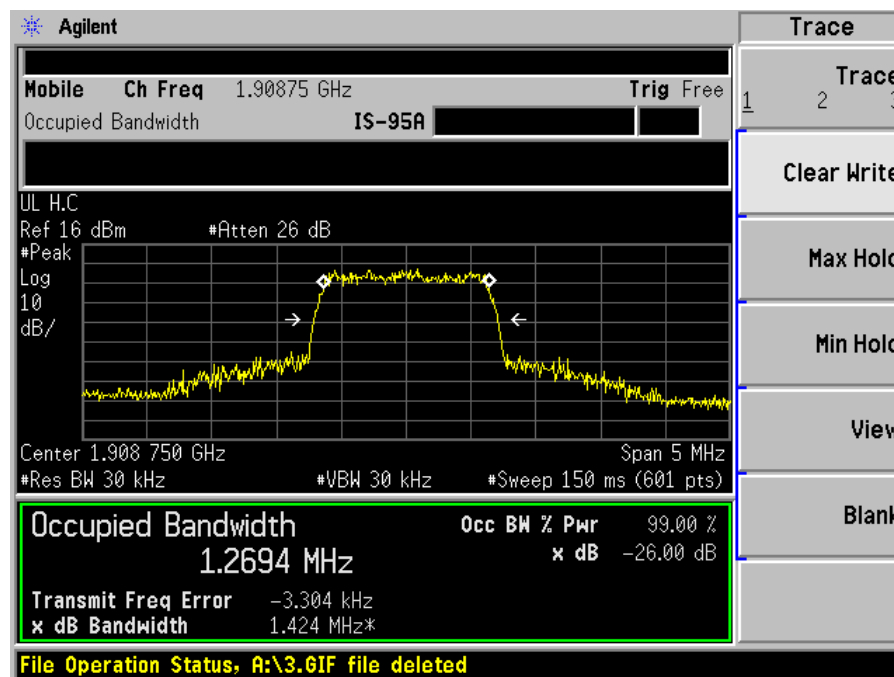 Agilent
Trace
Mobile Ch Freq 1.90875 GHz Trig Free
Occupied Bandwidth IS-95A
Trace
1 2
Clear Write
UL H.C
Ref 16 dBm #Atten 26 dB
#Peak
Log
10
dB/
Max Hold
Min Hold
View
Center 1.908 750 GHz Span 5 MHz
#Res BW 30 kHz #VBW 30 kHz #Sweep 150 ms (601 pts)
Blank
Occupied Bandwidth Occ BW % Pwr 99.00 %
1.2694 MHz x dB -26.00 dB
Transmit Freq Error -3.304 kHz
x dB Bandwidth 1.424 MHz*
File Operation Status, A:\3.GIF file deleted